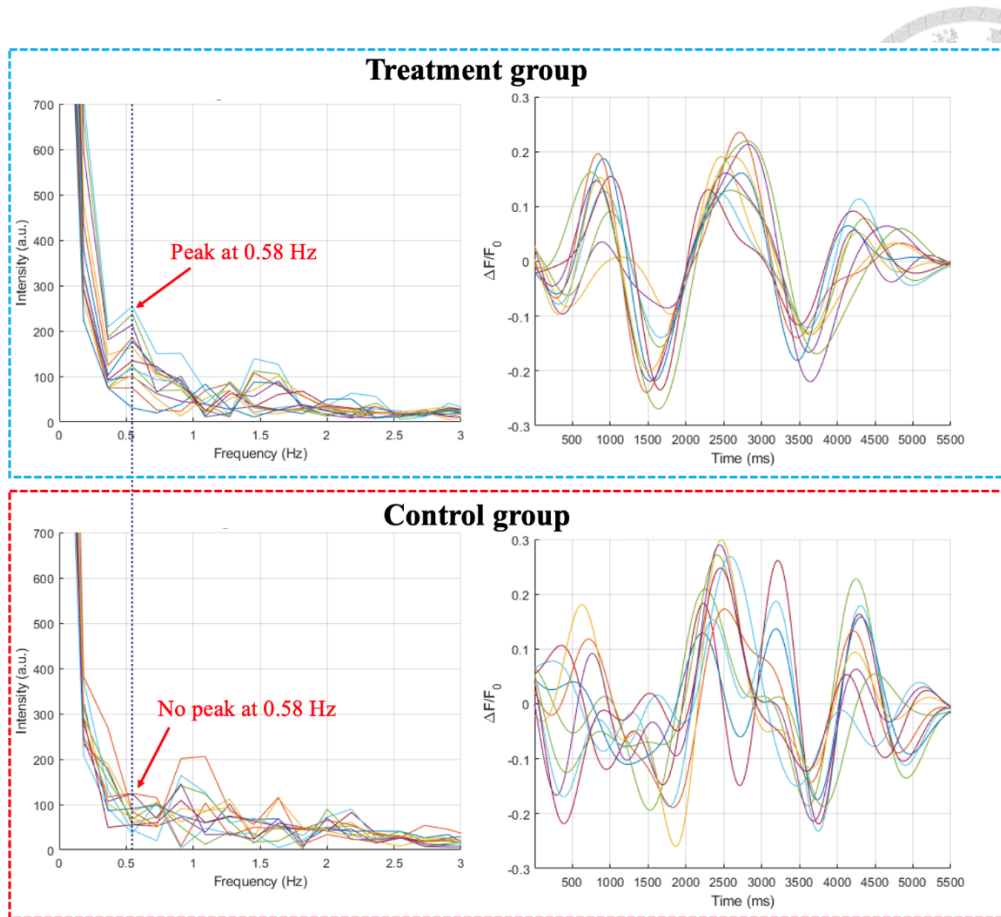 Treatment group
700
600
500
400
300
200
100
0
Intensity (a.u.)
Peak at 0.58 Hz
0 0.5 1 1.5 2 2.5 3
Frequency (Hz)
0.3
0.2
0.1
0
-0.1
-0.2
-0.3
ΔF/F0
500 1000 1500 2000 2500 3000 3500 4000 4500 5000 5500
Time (ms)
Control group
700
600
500
400
300
200
100
0
Intensity (a.u.)
No peak at 0.58 Hz
0 0.5 1 1.5 2 2.5 3
Frequency (Hz)
0.3
0.2
0.1
0
-0.1
-0.2
-0.3
ΔF/F0
500 1000 1500 2000 2500 3000 3500 4000 4500 5000 5500
Time (ms)